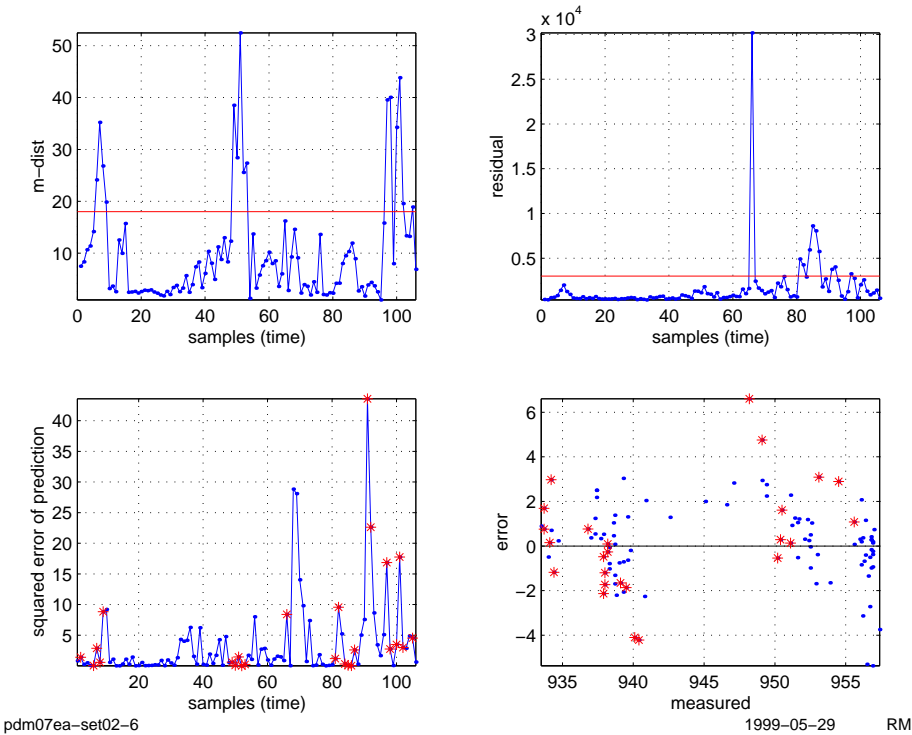 m−dist
50
40
30
20
10
0 20 40 60 80 100
samples (time)
x 10^4
residual
3
2.5
2
1.5
1
0.5
0 20 40 60 80 100
samples (time)
squared error of prediction
40
35
30
25
20
15
10
5
20 40 60 80 100
samples (time)
error
6
4
2
0
−2
−4
935 940 945 950 955
measured
pdm07ea−set02−6 1999−05−29 RM